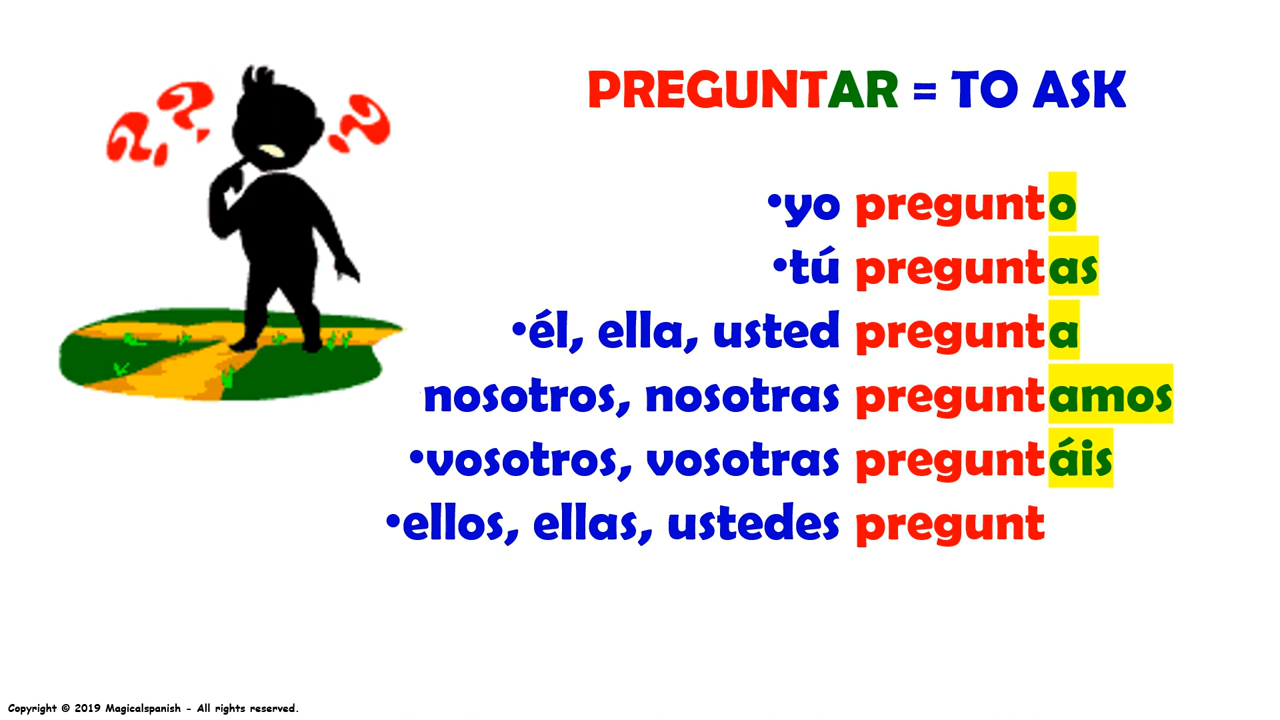 PREGUNTAR = TO ASK
•yo pregunto
•tú preguntas
•él, ella, usted pregunta
nosotros, nosotras preguntamos
•vosotros, vosotras preguntáis
•ellos, ellas, ustedes pregunt
Copyright © 2019 Magicalspanish - All rights reserved.